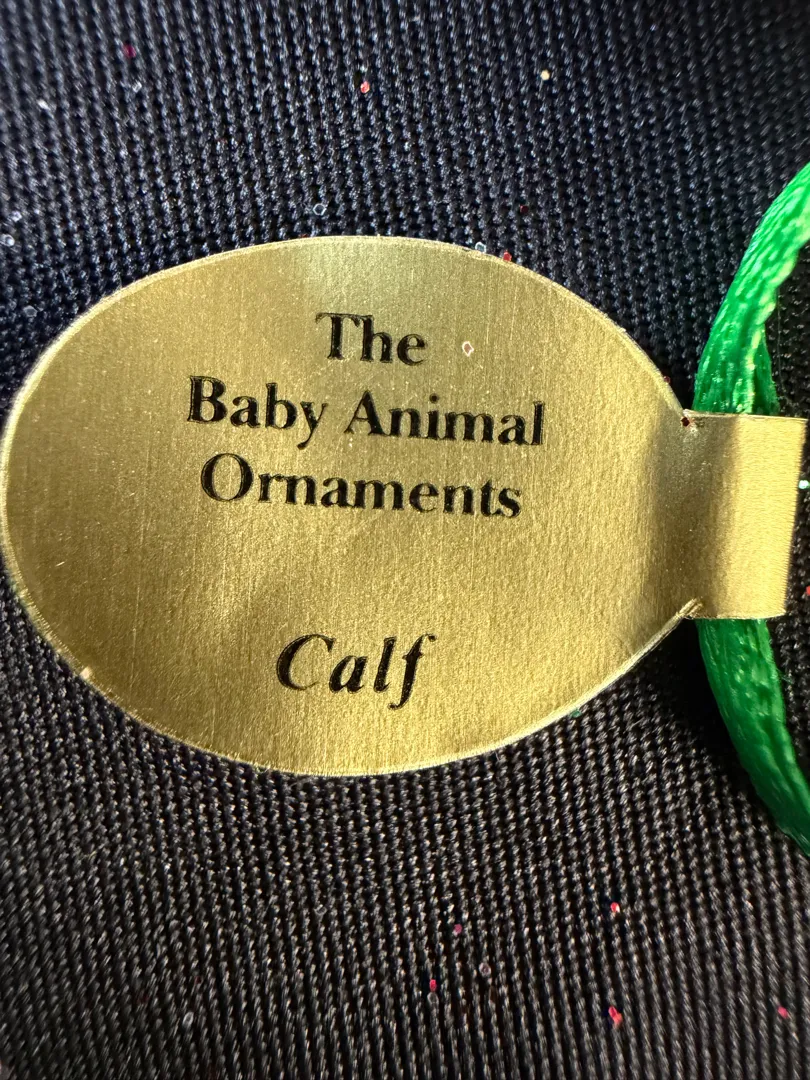 The
Baby Animal
Ornaments
Calf